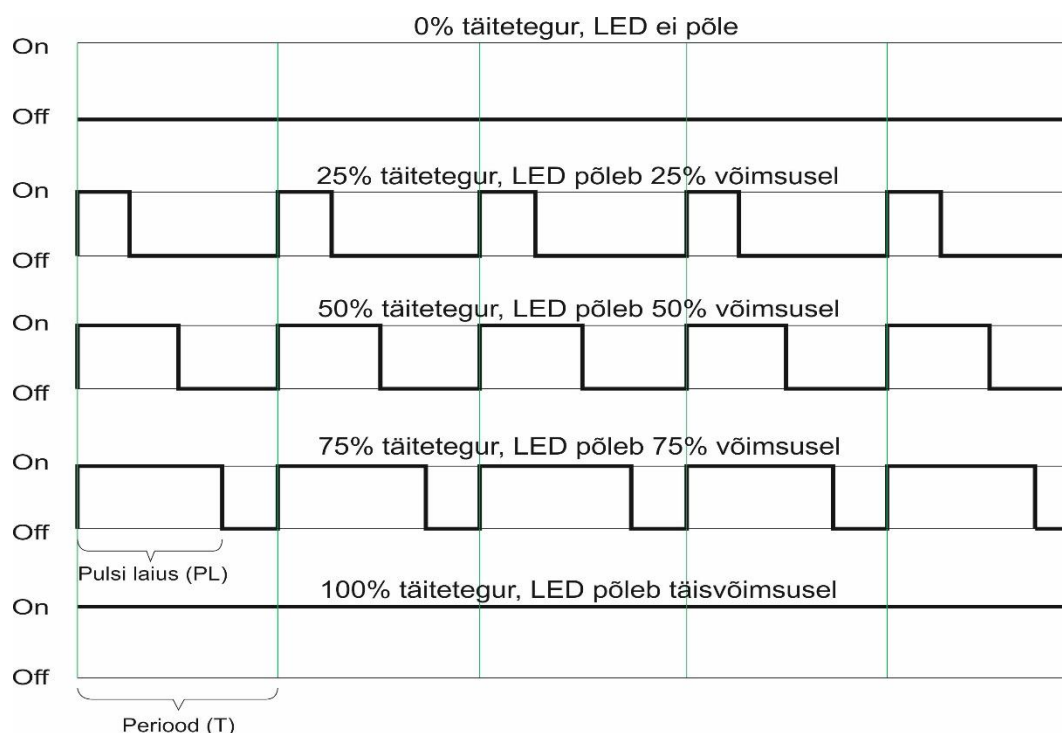 0% täitetegur, LED ei põle
On
Off
25% täitetegur, LED põleb 25% võimsusel
On
Off
50% täitetegur, LED põleb 50% võimsusel
On
Off
75% täitetegur, LED põleb 75% võimsusel
On
Off
Pulsi laius (PL)
100% täitetegur, LED põleb täisvõimsusel
On
Off
Periood (T)